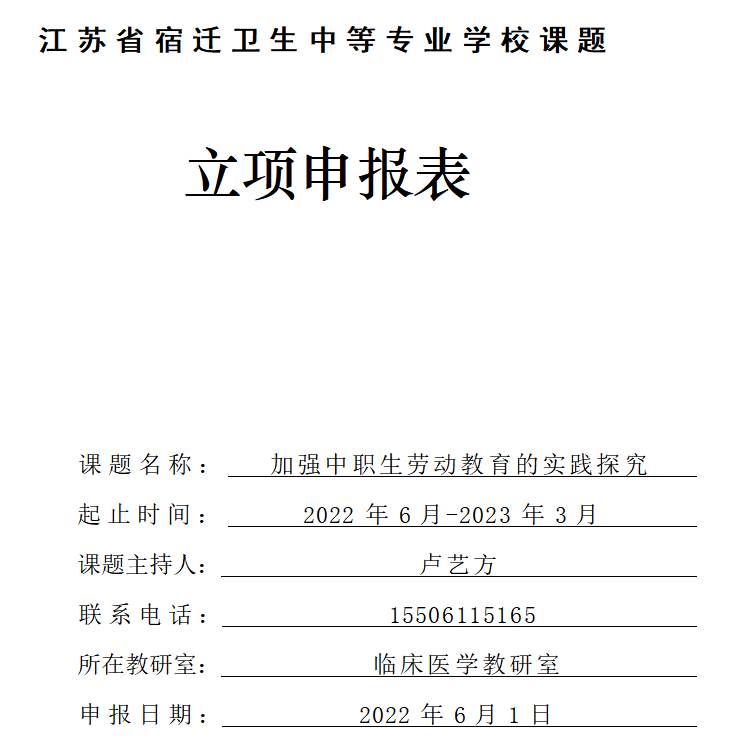 江苏省宿迁卫生中等专业学校课题
立项申报表
课题名称：加强中职生劳动教育的实践探究
起止时间：2022 年 6 月-2023 年 3 月
课题主持人：卢艺方
联系电话：15506115165
所在教研室：临床医学教研室
申报日期：2022 年 6 月 1 日